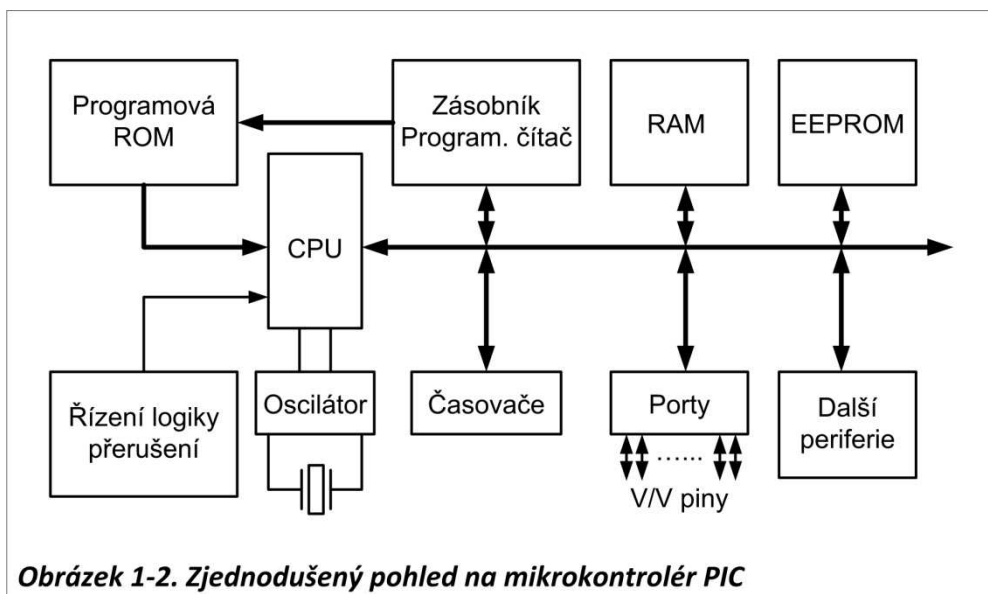 Programová
ROM
Zásobník
Program. čítač
RAM
EEPROM
CPU
Řízení logiky
přerušení
Oscilátor
Časovače
Porty
Další
periferie
…...
V/V piny
Obrázek 1-2. Zjednodušený pohled na mikrokontrolér PIC